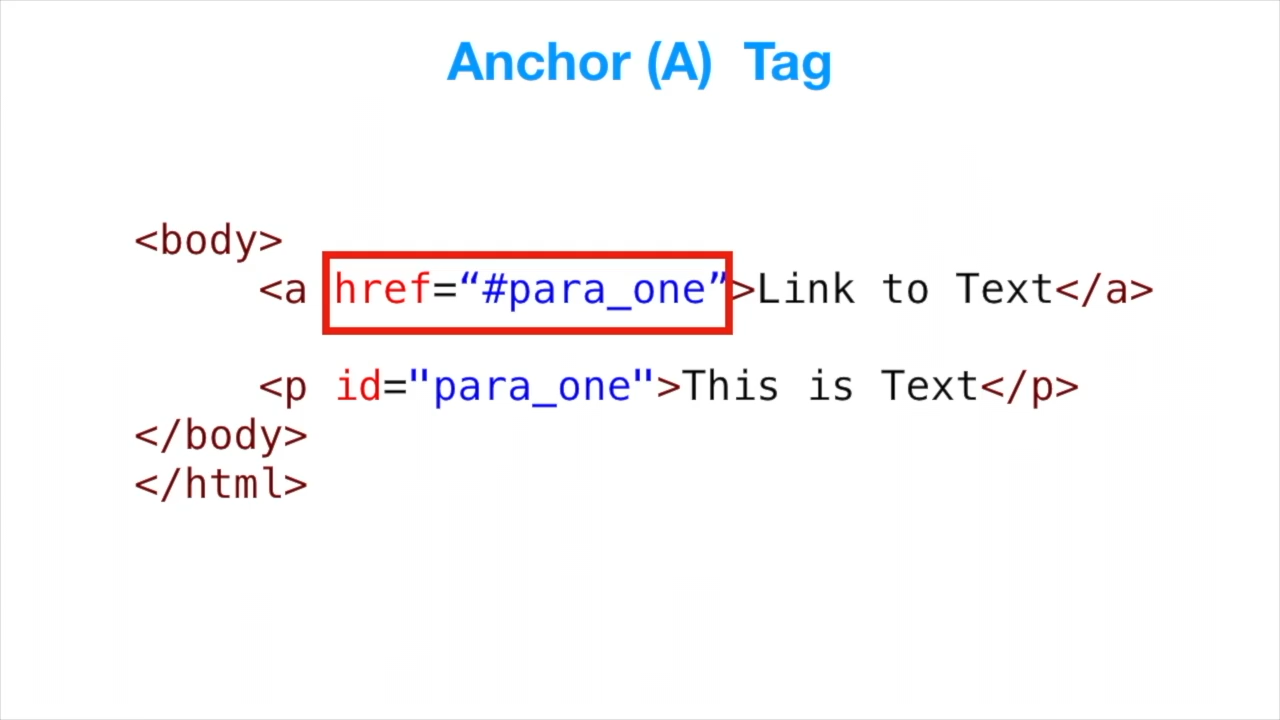 Anchor (A) Tag
<body>
<a href=“#para_one”>Link to Text</a>
<p id="para_one">This is Text</p>
</body>
</html>